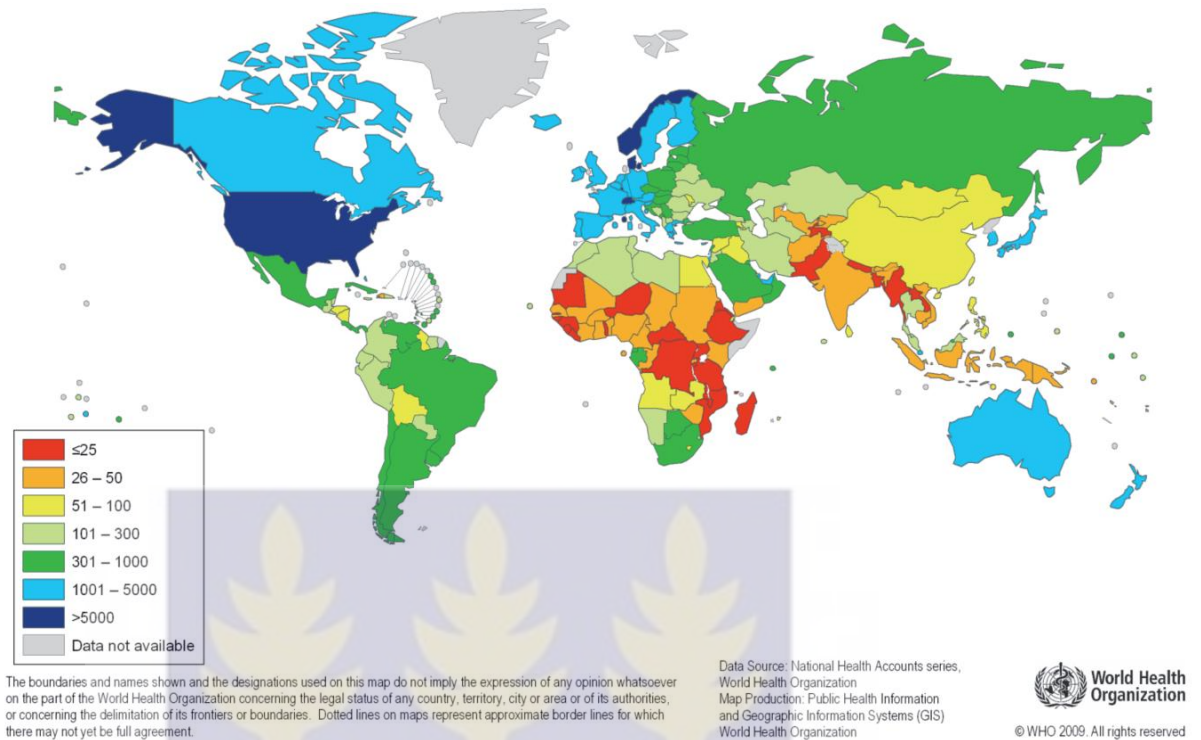 ≤25
26 – 50
51 – 100
101 – 300
301 – 1000
1001 – 5000
>5000
Data not available
The boundaries and names shown and the designations used on this map do not imply the expression of any opinion whatsoever
on the part of the World Health Organization concerning the legal status of any country, territory, city or area or of its authorities,
or concerning the delimitation of its frontiers or boundaries. Dotted lines on maps represent approximate border lines for which
there may not yet be full agreement.
Data Source: National Health Accounts series,
World Health Organization
Map Production: Public Health Information
and Geographic Information Systems (GIS)
World Health Organization
World Health
Organization
© WHO 2009. All rights reserved